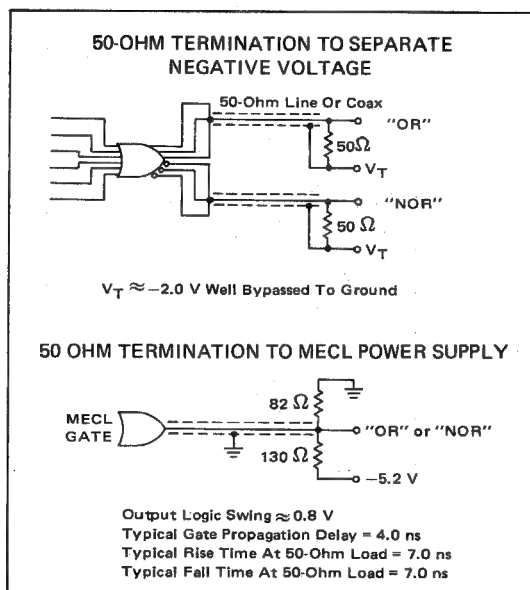 50-OHM TERMINATION TO SEPARATE
NEGATIVE VOLTAGE
50-Ohm Line Or Coax
"OR"
50Ω
VT
"NOR"
50 Ω
VT
VT ≈ −2.0 V Well Bypassed To Ground
50 OHM TERMINATION TO MECL POWER SUPPLY
82 Ω
MECL
GATE
"OR" or "NOR"
130 Ω
−5.2 V
Output Logic Swing ≈ 0.8 V
Typical Gate Propagation Delay = 4.0 ns
Typical Rise Time At 50-Ohm Load = 7.0 ns
Typical Fall Time At 50-Ohm Load = 7.0 ns